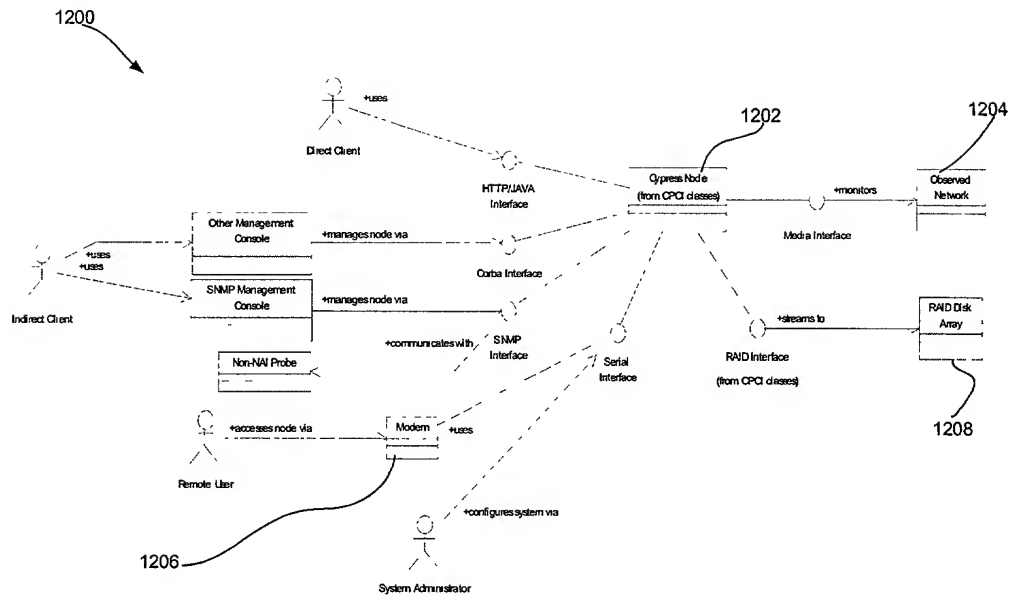 1200
+uses
Direct Client
1202
1204
HTTP/JAVA
Interface
Cypress Node
(from CPCI classes)
+monitors
Observed
Network
Media Interface
Other Management
Console
+manages node via
Corba Interface
+uses
+uses
Indirect Client
SNMP Management
Console
+manages node via
SNMP
Interface
+communicates with
Non-NAI Probe
Serial
Interface
RAID Interface
(from CPCI classes)
+streams to
RAID Disk
Array
1208
+accesses node via
Remote User
Modem
+uses
1206
+configures system via
System Administrator